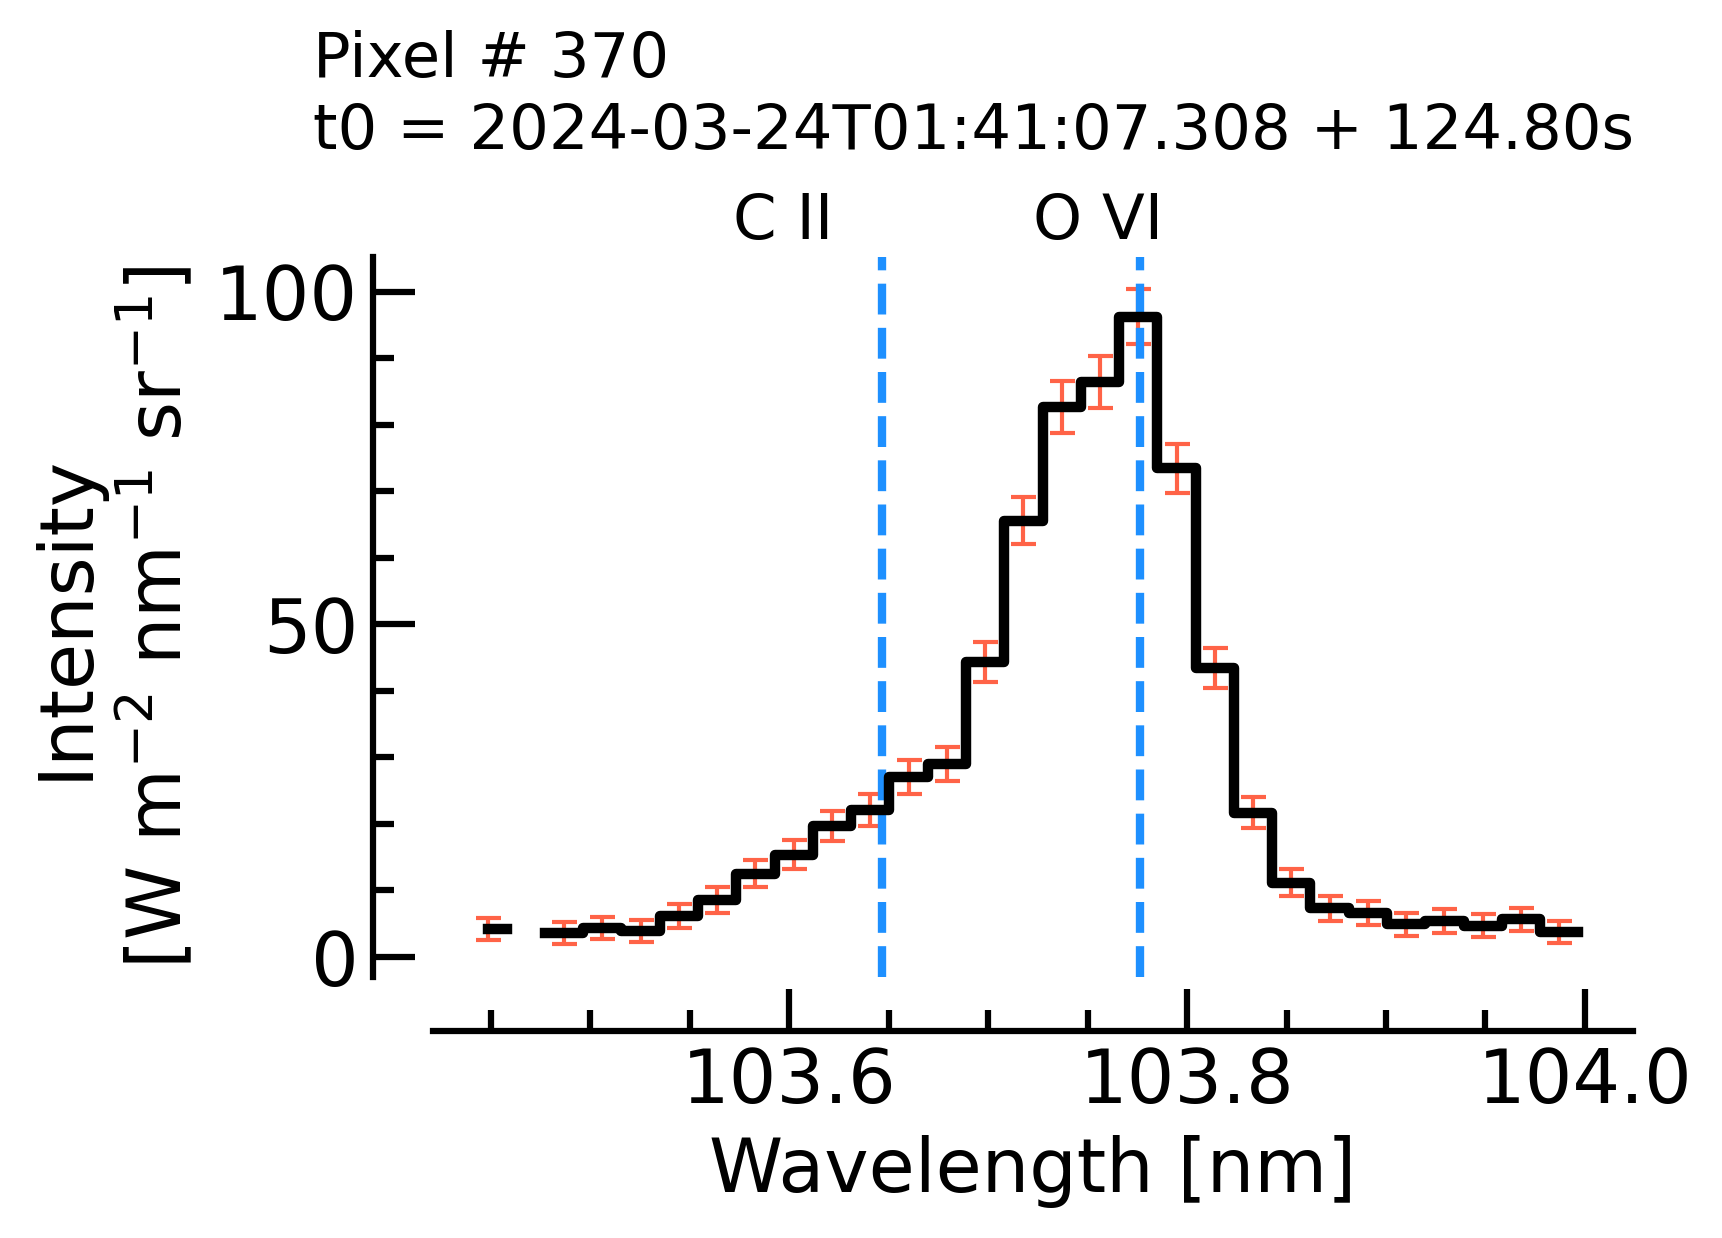 Pixel # 370
t0 = 2024-03-24T01:41:07.308 + 124.80s
C II
O VI
Intensity
[W m⁻² nm⁻¹ sr⁻¹]
100
50
0
103.6
103.8
104.0
Wavelength [nm]